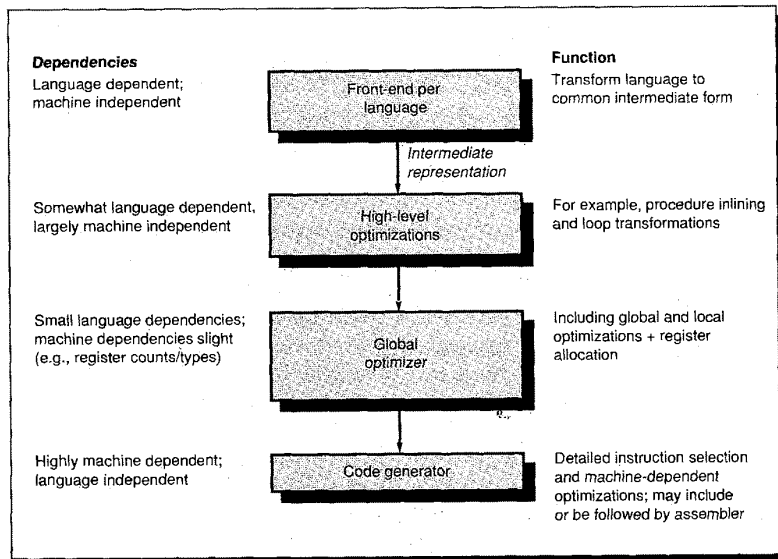 Dependencies
Language dependent;
machine independent
Front-end per
language
Function
Transform language to
common intermediate form
Intermediate
representation
Somewhat language dependent,
largely machine independent
High-level
optimizations
For example, procedure inlining
and loop transformations
Small language dependencies;
machine dependencies slight
(e.g., register counts/types)
Global
optimizer
Including global and local
optimizations + register
allocation
Highly machine dependent;
language independent
Code generator
Detailed instruction selection
and machine-dependent
optimizations; may include
or be followed by assembler